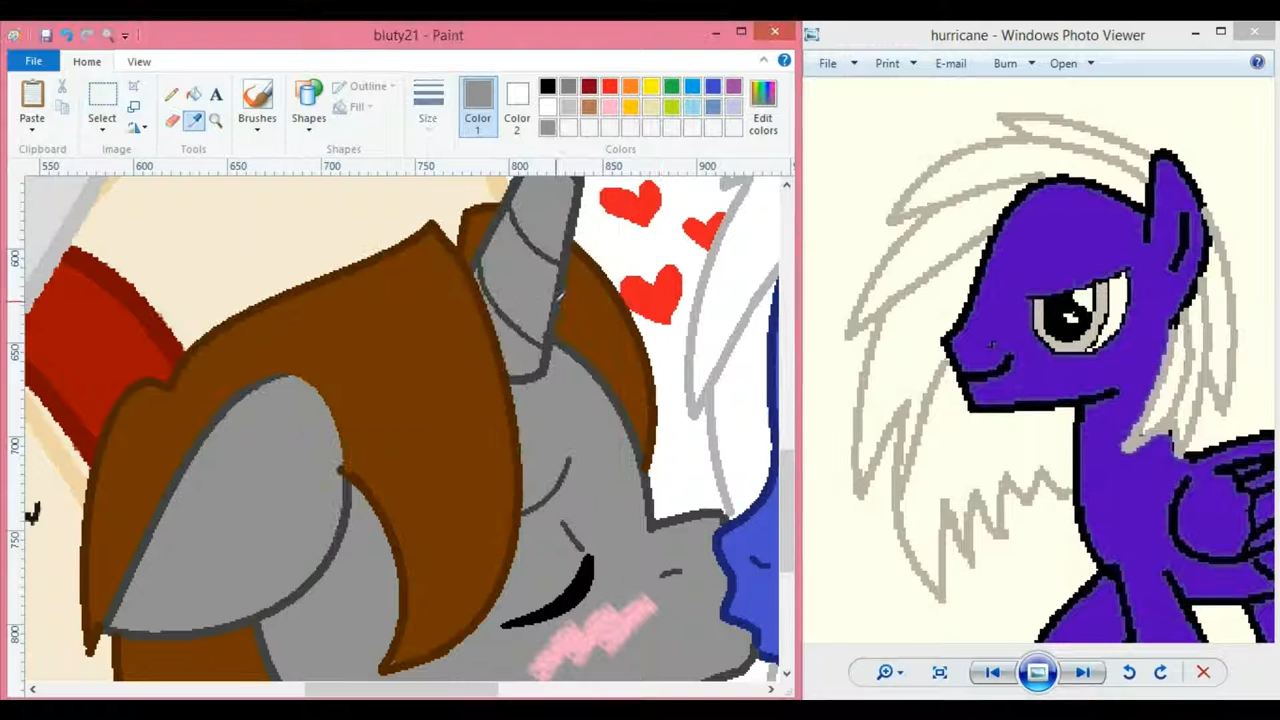 bluty21 - Paint
File Home View
Paste
Select
Brushes
Shapes
Outline
Fill
Size
Color 1
Color 2
Edit colors
Clipboard Image Tools Shapes Colors
550 600 650 700 750 800 850 900
600
650
700
750
800
hurricane - Windows Photo Viewer
File Print E-mail Burn Open